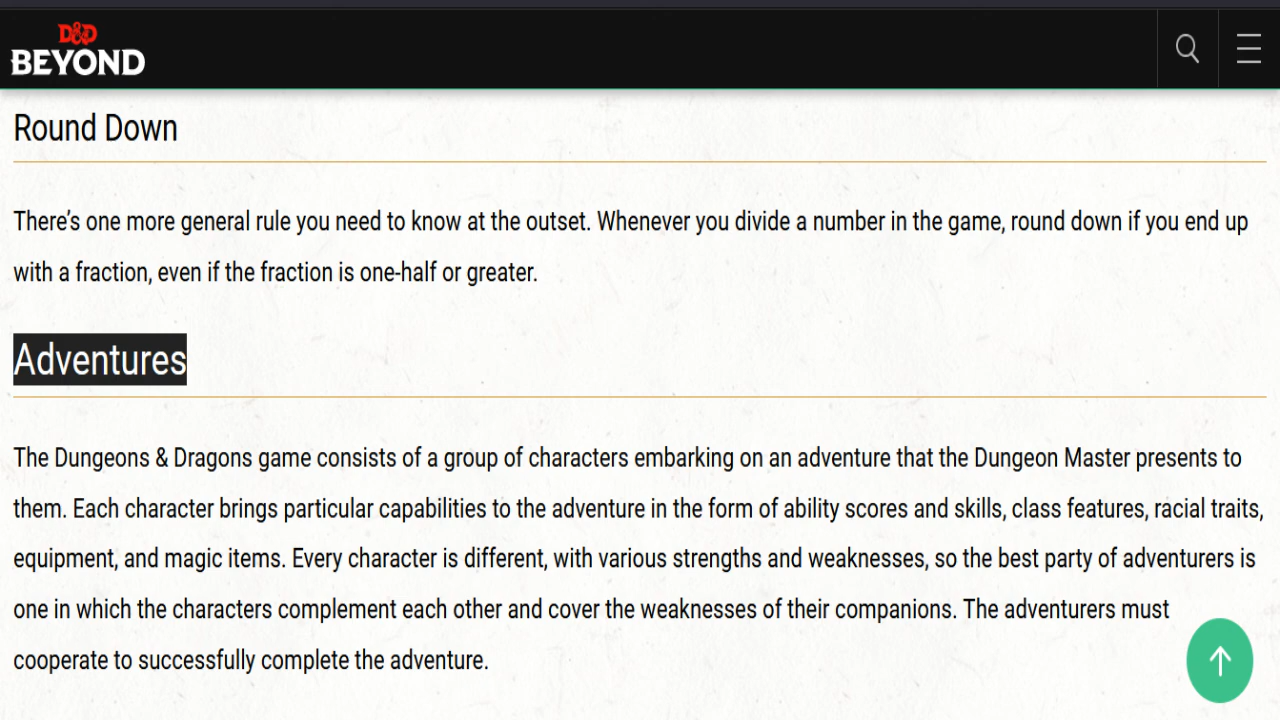 D&D
BEYOND
Round Down
There’s one more general rule you need to know at the outset. Whenever you divide a number in the game, round down if you end up
with a fraction, even if the fraction is one-half or greater.
Adventures
The Dungeons & Dragons game consists of a group of characters embarking on an adventure that the Dungeon Master presents to
them. Each character brings particular capabilities to the adventure in the form of ability scores and skills, class features, racial traits,
equipment, and magic items. Every character is different, with various strengths and weaknesses, so the best party of adventurers is
one in which the characters complement each other and cover the weaknesses of their companions. The adventurers must
cooperate to successfully complete the adventure.